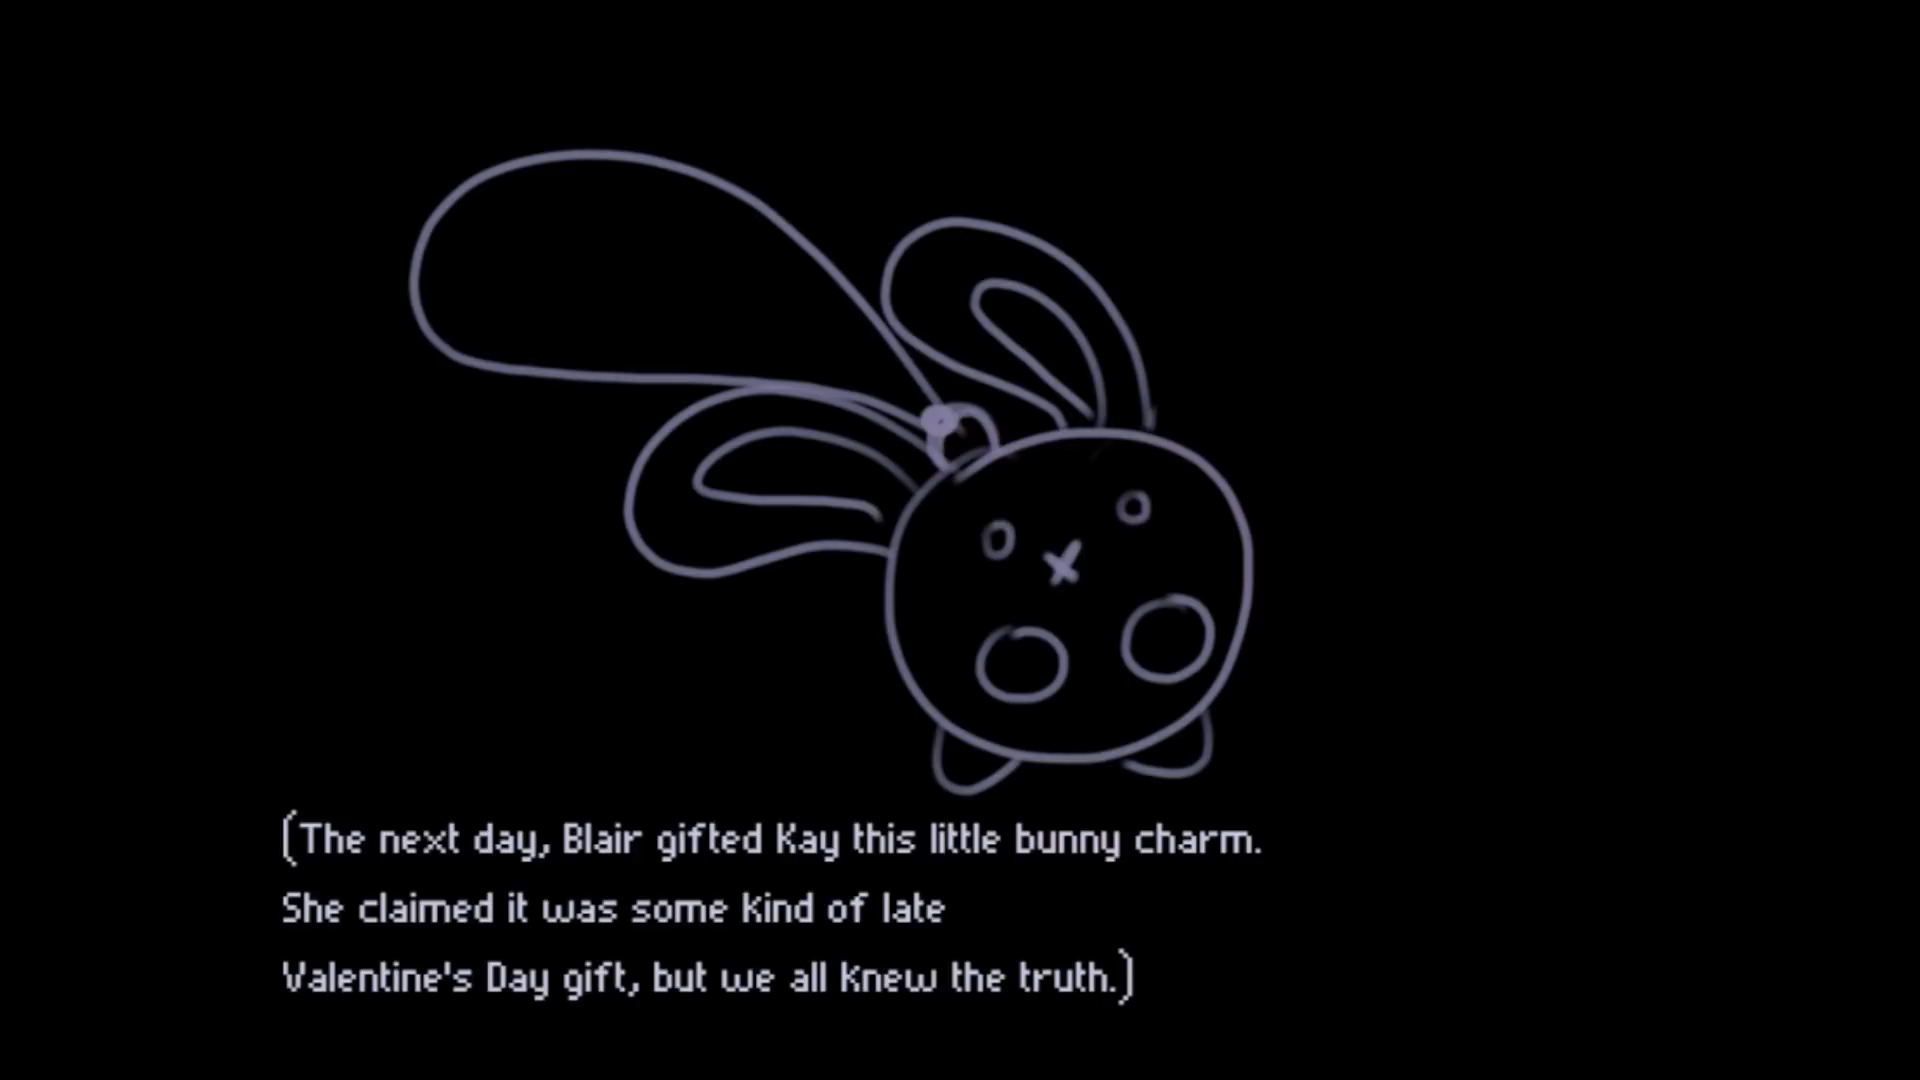 (The next day, Blair gifted Kay this little bunny charm.
She claimed it was some kind of late
Valentine's Day gift, but we all knew the truth.)